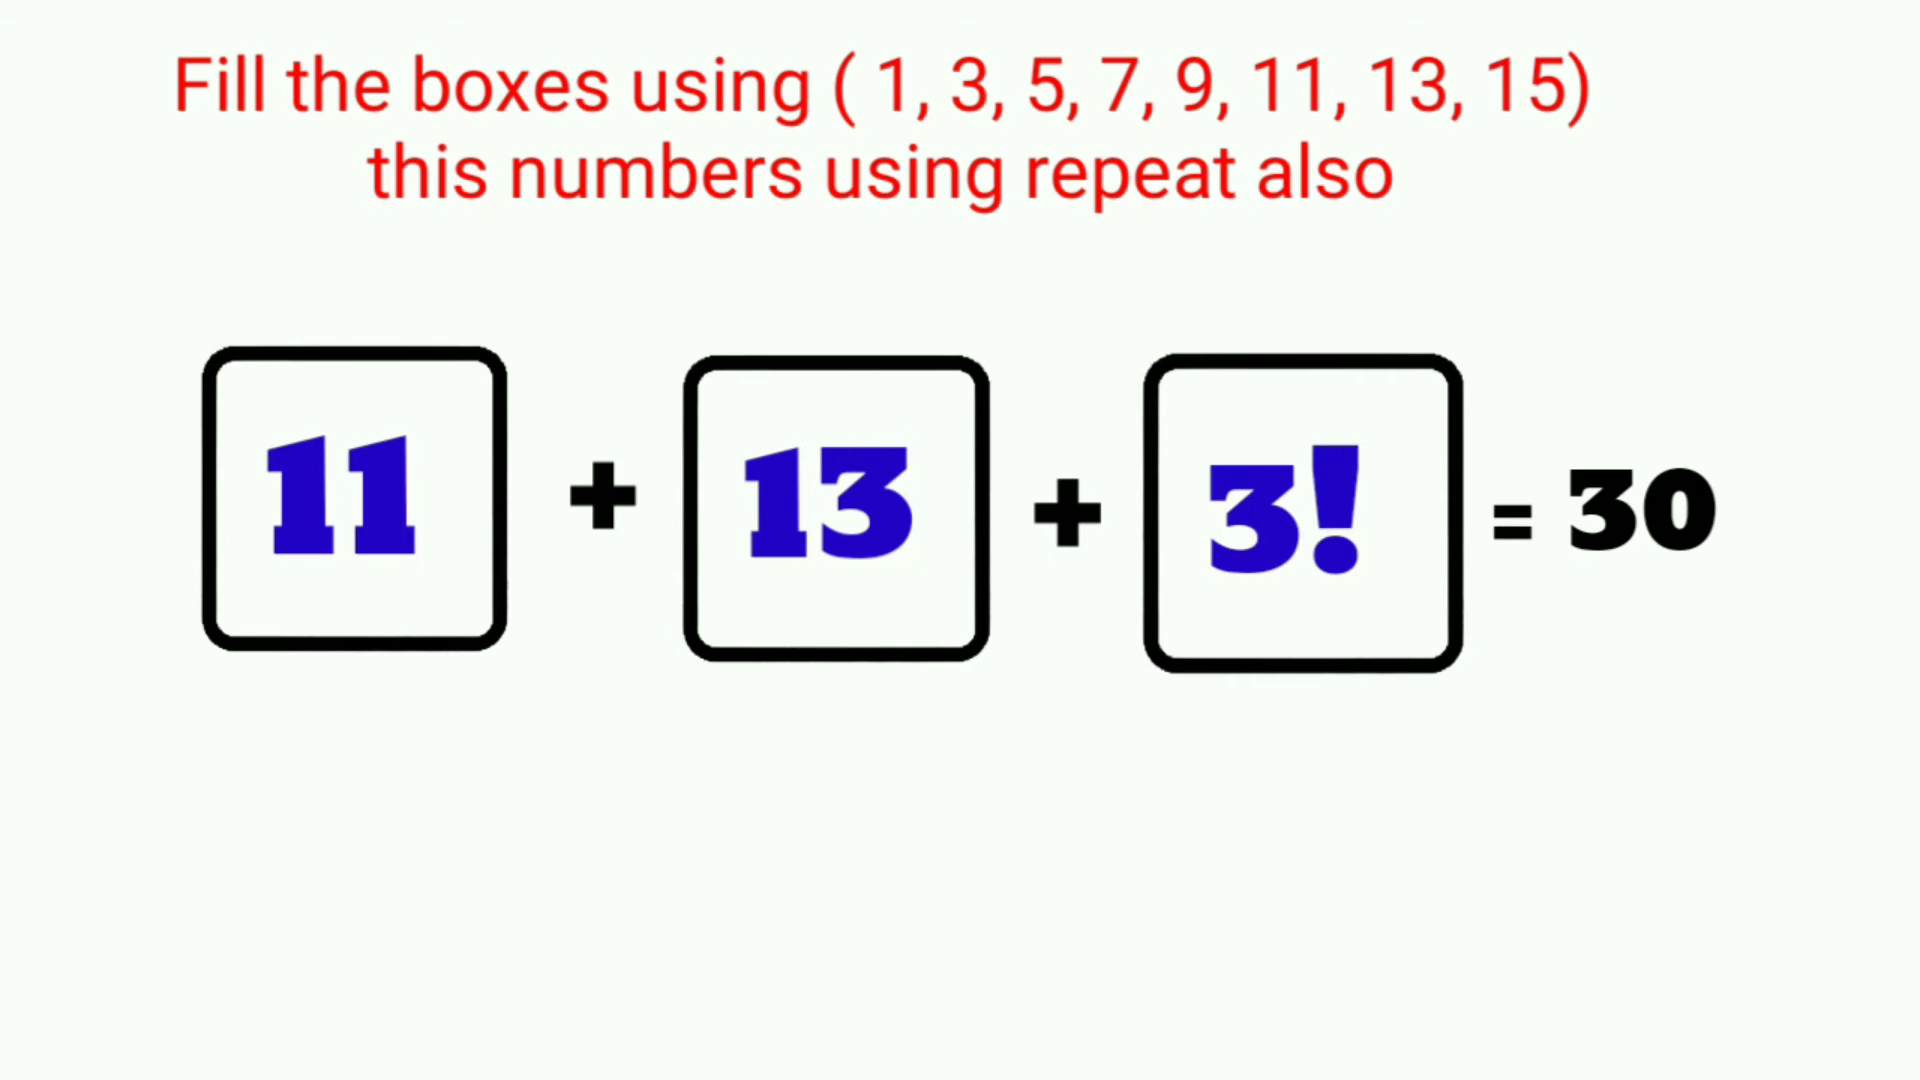 Fill the boxes using ( 1, 3, 5, 7, 9, 11, 13, 15)
this numbers using repeat also
11 + 13 + 3! = 30